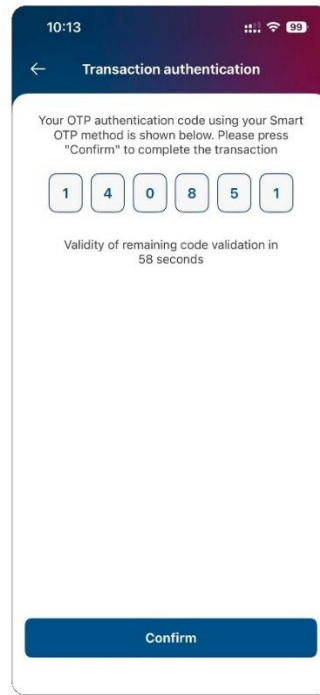 10:13
99
Transaction authentication
Your OTP authentication code using your Smart
OTP method is shown below. Please press
"Confirm" to complete the transaction
1 4 0 8 5 1
Validity of remaining code validation in
58 seconds
Confirm